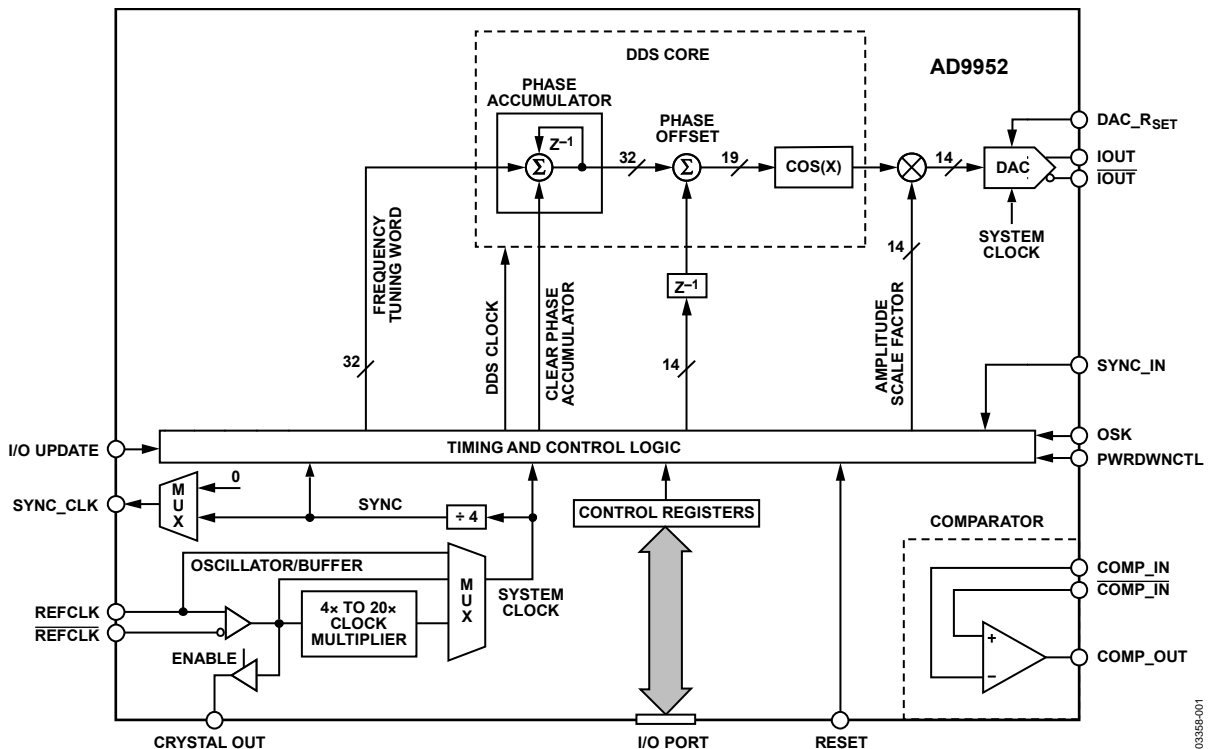 DDS CORE
AD9952
PHASE
ACCUMULATOR
PHASE
OFFSET
DAC_RSET
Z–1
IOUT
IOUT
32
19
14
Σ
Σ
COS(X)
DAC
SYSTEM
CLOCK
FREQUENCY
TUNING WORD
DDS CLOCK
CLEAR PHASE
ACCUMULATOR
Z–1
14
AMPLITUDE
SCALE FACTOR
32
14
SYNC_IN
I/O UPDATE
TIMING AND CONTROL LOGIC
OSK
PWRDWNCTL
SYNC_CLK
MUX
0
SYNC
÷ 4
CONTROL REGISTERS
COMPARATOR
OSCILLATOR/BUFFER
MUX
SYSTEM
CLOCK
COMP_IN
COMP_IN
REFCLK
REFCLK
4× TO 20×
CLOCK
MULTIPLIER
ENABLE
+
–
COMP_OUT
CRYSTAL OUT
I/O PORT
RESET
03358-001